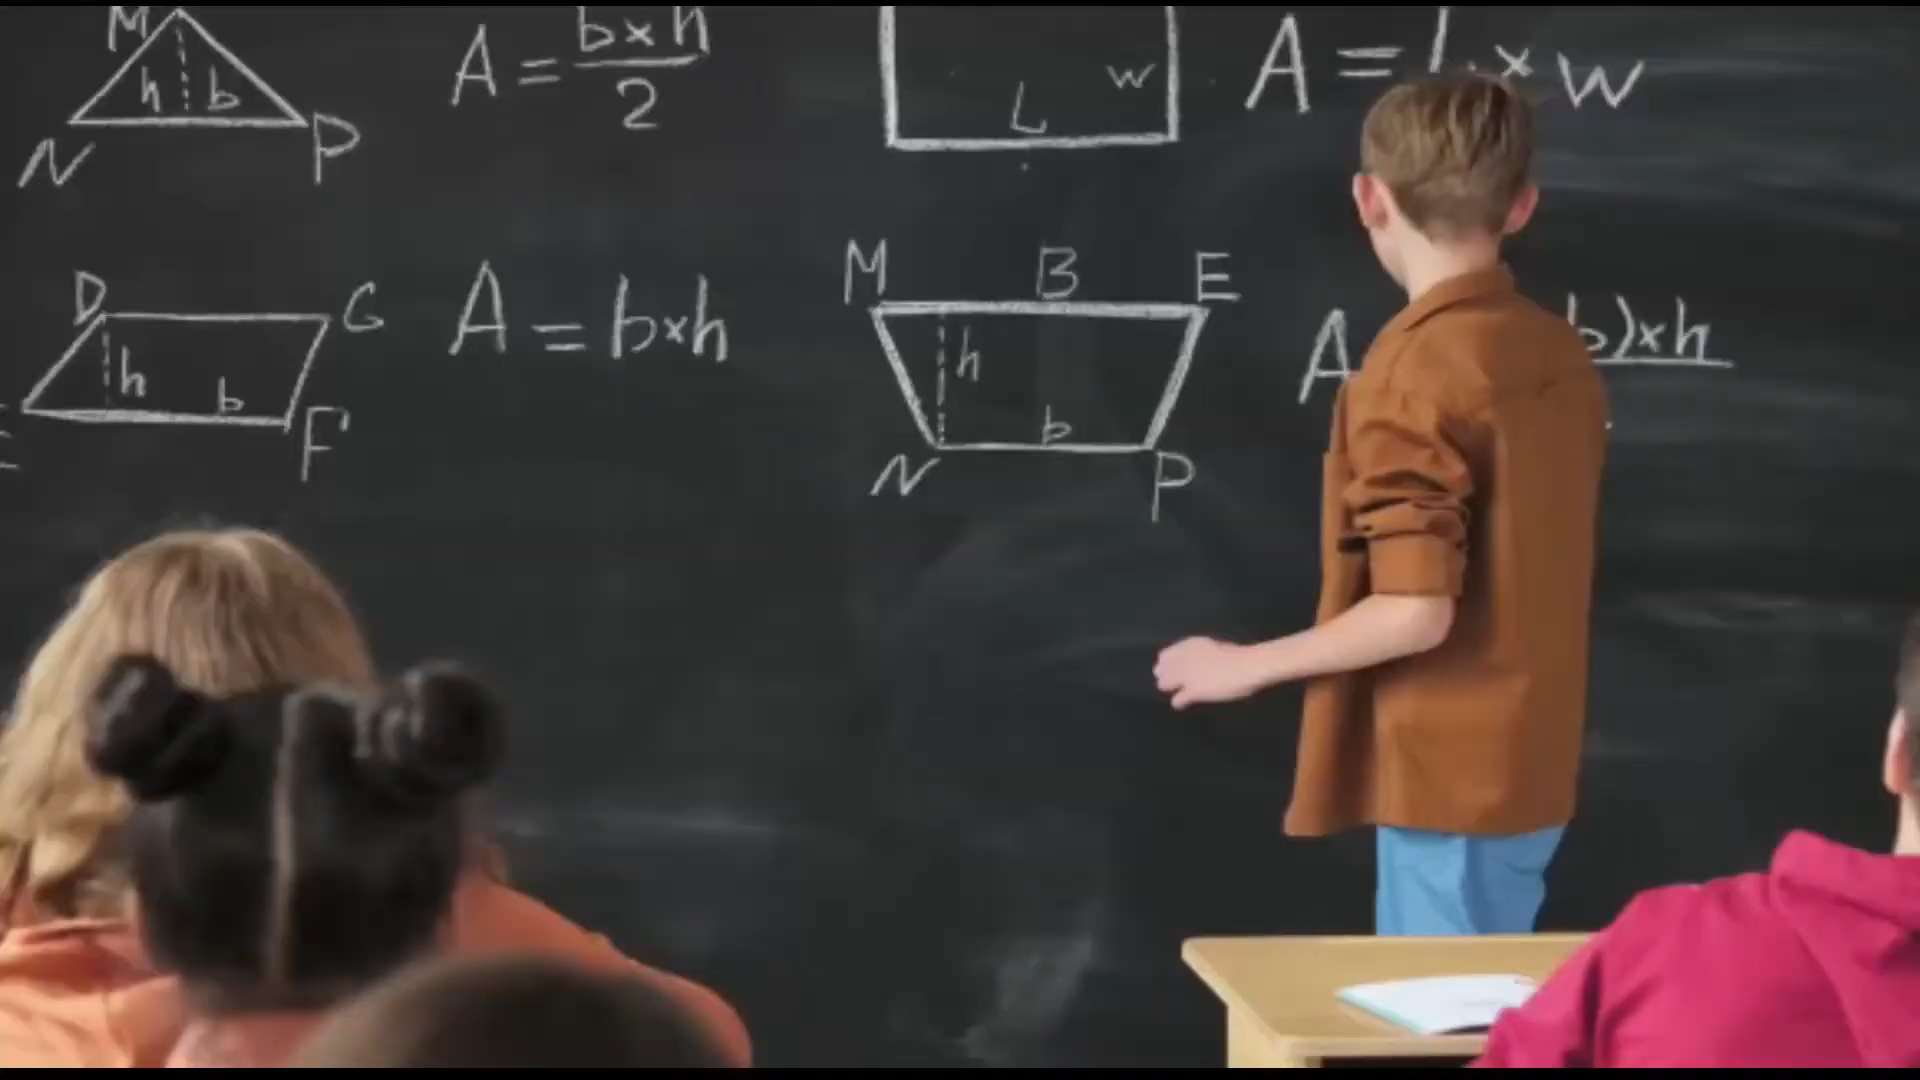 M
h b
N P
A = b×h
2
L w
A = L × w
D G
h b
F
A = b×h
M B E
h
b
N P
A b)×h